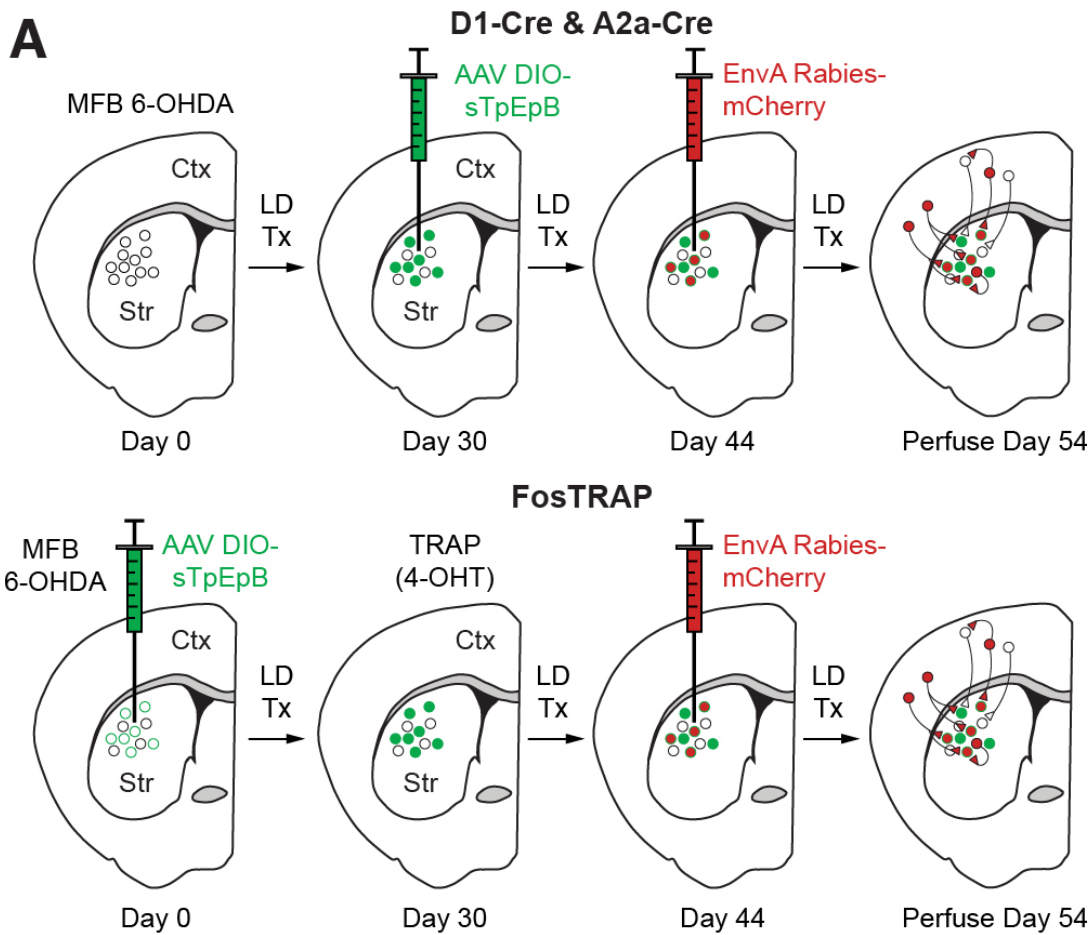 A
D1-Cre & A2a-Cre
MFB 6-OHDA
AAV DIO-
sTpEpB
EnvA Rabies-
mCherry
Ctx
Str
LD
Tx
Ctx
Str
LD
Tx
LD
Tx
Day 0
Day 30
Day 44
Perfuse Day 54
FosTRAP
MFB
6-OHDA
AAV DIO-
sTpEpB
TRAP
(4-OHT)
EnvA Rabies-
mCherry
Ctx
Str
LD
Tx
LD
Tx
LD
Tx
Day 0
Day 30
Day 44
Perfuse Day 54